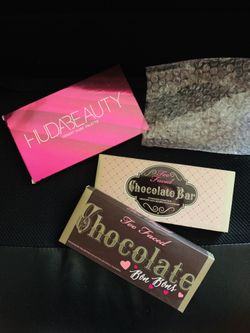 HUDABEAUTY
Too Faced
Chocolate Bar
Too Faced
Chocolate
Bon Bons